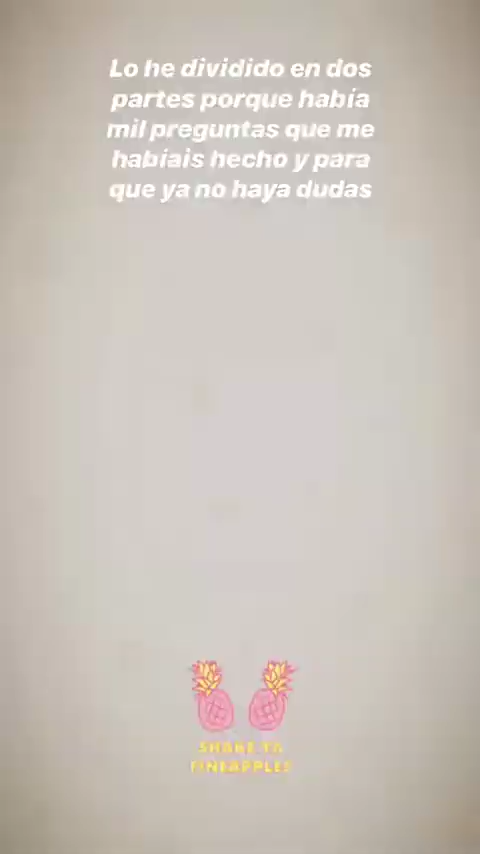 Lo he dividido en dos
partes porque había
mil preguntas que me
habíais hecho y para
que ya no haya dudas
SHAKE YA
PINEAPPLES